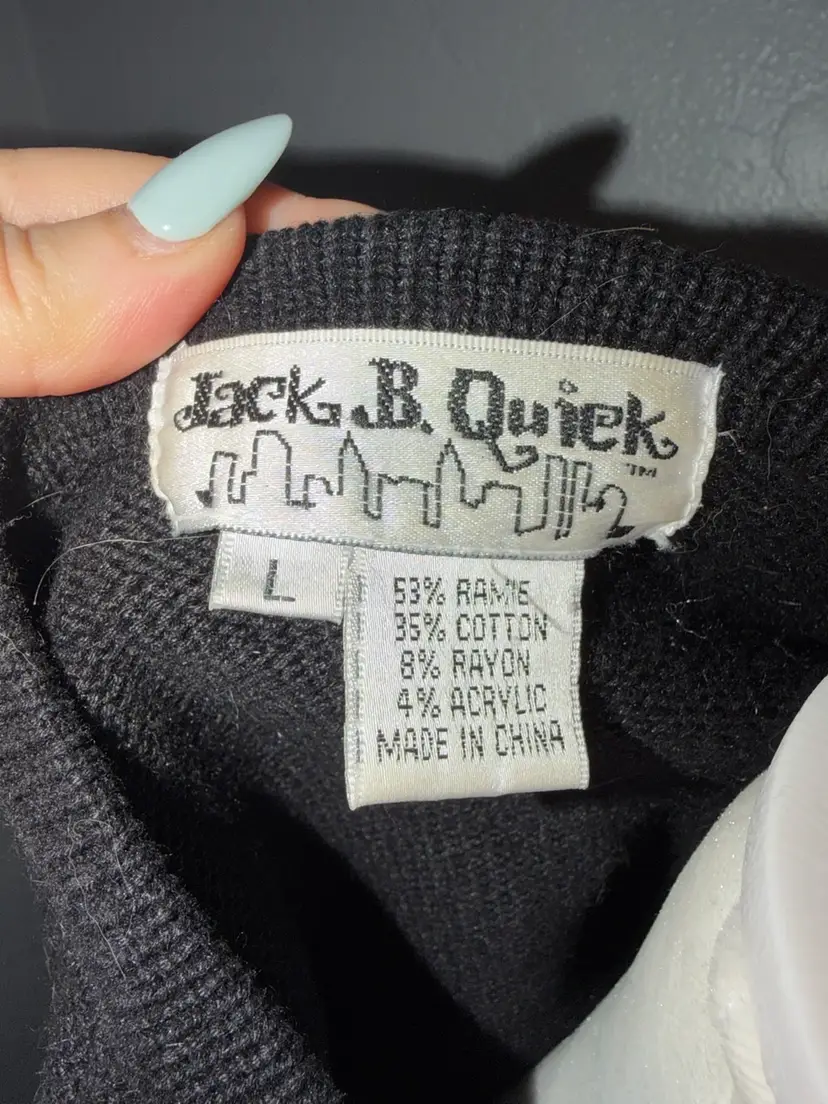 Jack B. Quick
TM
L
53% RAMIE
35% COTTON
8% RAYON
4% ACRYLIC
MADE IN CHINA